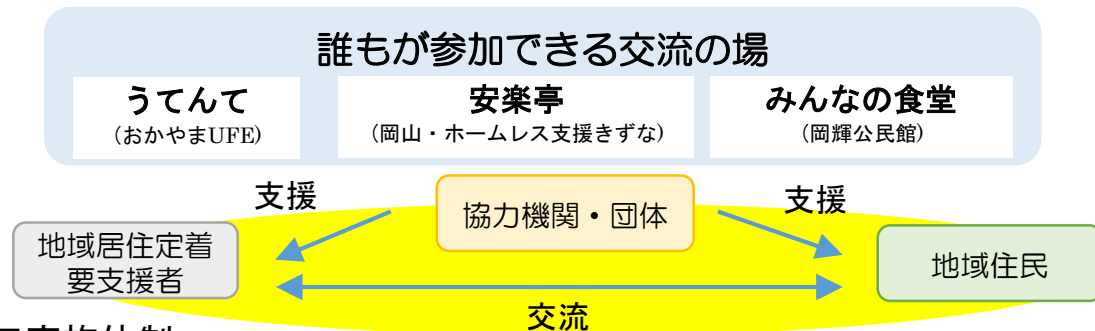 誰もが参加できる交流の場
うてんて
(おかやまUFE)
安楽亭
(岡山・ホームレス支援きずな)
みんなの食堂
(岡輝公民館)
支援
協力機関・団体
支援
地域居住定着
要支援者
地域住民
交流